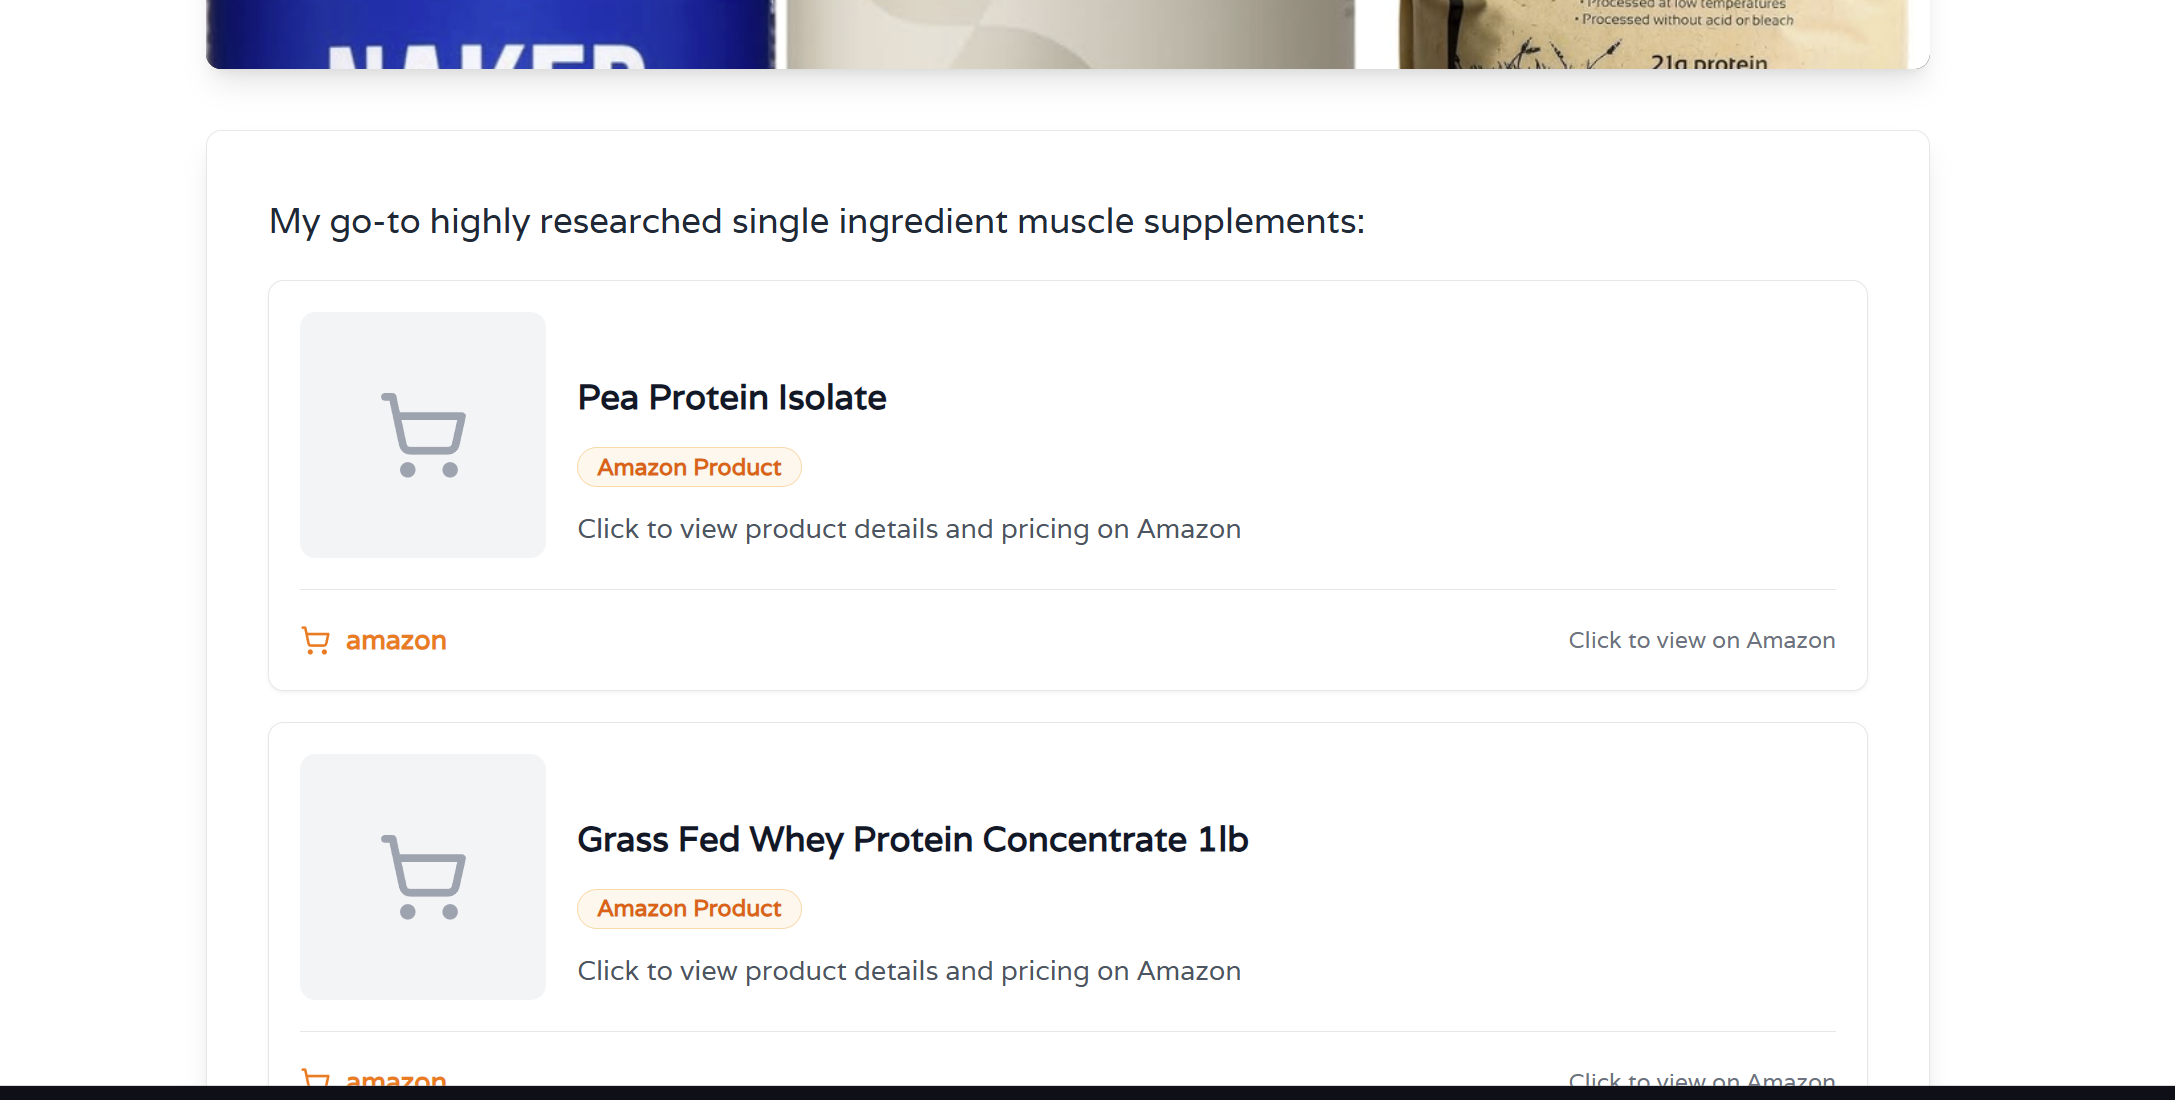 NAKED
• Processed at low temperatures
• Processed without acid or bleach
21g protein
My go-to highly researched single ingredient muscle supplements:
Pea Protein Isolate
Amazon Product
Click to view product details and pricing on Amazon
amazon
Click to view on Amazon
Grass Fed Whey Protein Concentrate 1lb
Amazon Product
Click to view product details and pricing on Amazon
amazon
Click to view on Amazon